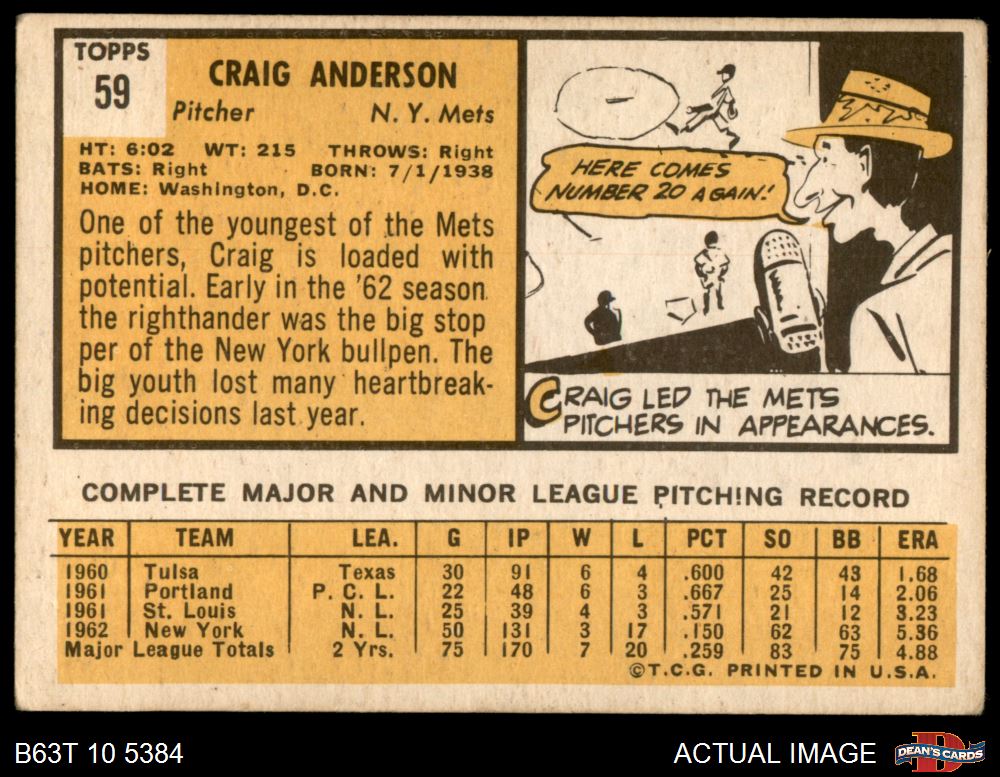 TOPPS
59
CRAIG ANDERSON
Pitcher N. Y. Mets
HT: 6:02 WT: 215 THROWS: Right
BATS: Right BORN: 7/1/1938
HOME: Washington, D.C.
One of the youngest of the Mets
pitchers, Craig is loaded with
potential. Early in the '62 season
the righthander was the big stop
per of the New York bullpen. The
big youth lost many heartbreak-
ing decisions last year.
HERE COMES
NUMBER 20 AGAIN!
CRAIG LED THE METS
PITCHERS IN APPEARANCES.
COMPLETE MAJOR AND MINOR LEAGUE PITCHING RECORD
YEAR TEAM LEA. G IP W L PCT SO BB ERA
1960 Tulsa Texas 30 91 6 4 .600 42 43 1.68
1961 Portland P. C. L. 22 48 6 3 .667 25 14 2.06
1961 St. Louis N. L. 25 39 4 3 .571 21 12 3.23
1962 New York N. L. 50 131 3 17 .150 62 63 5.36
Major League Totals 2 Yrs. 75 170 7 20 .259 83 75 4.88
©T.C.G. PRINTED IN U.S.A.
B63T 10 5384 ACTUAL IMAGE
DEAN'S CARDS